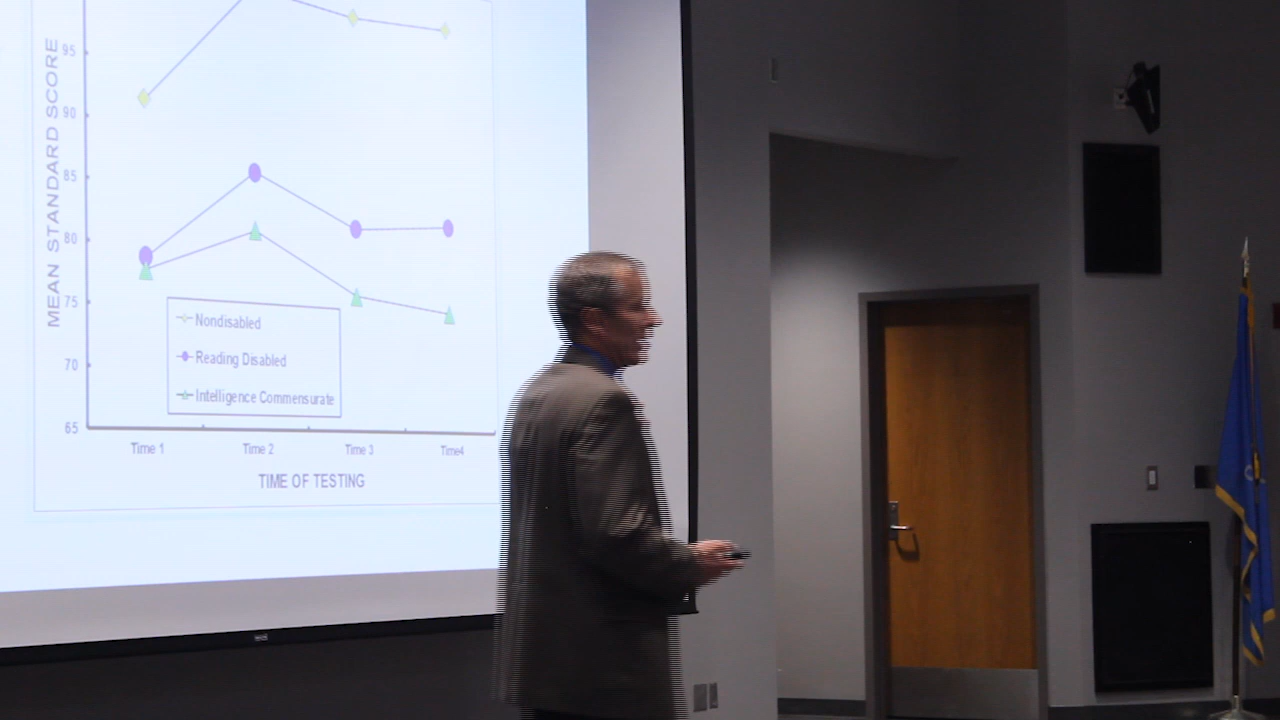 MEAN STANDARD SCORE
95
90
85
80
75
70
65
Nondisabled
Reading Disabled
Intelligence Commensurate
Time 1 Time 2 Time 3 Time4
TIME OF TESTING